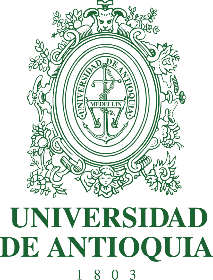 UNIVERSIDAD DE ANTIOQUIA
MEDELLIN
UNIVERSIDAD
DE ANTIOQUIA
1803